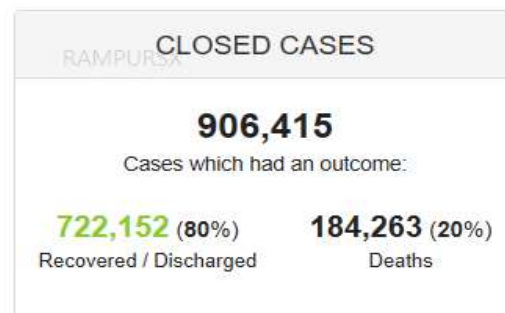 CLOSED CASES
RAMPURSX
906,415
Cases which had an outcome:
722,152 (80%) 184,263 (20%)
Recovered / Discharged Deaths